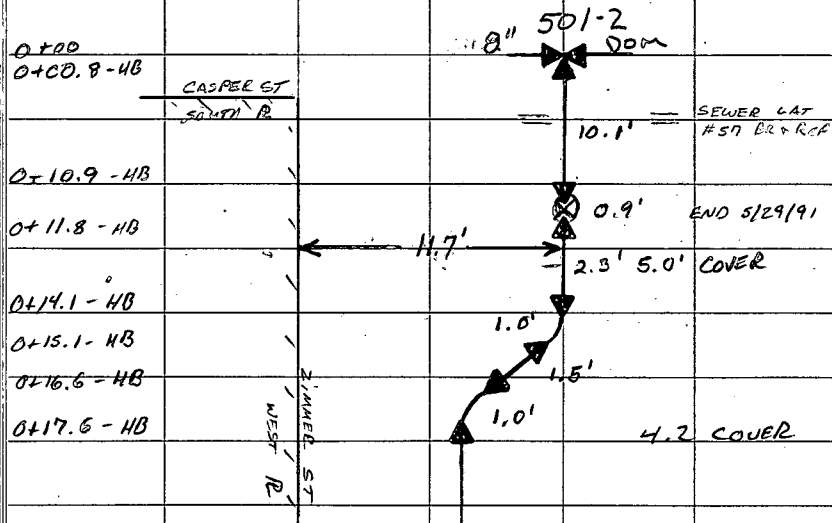 501-2
8" DOM
0+00
0+00.8-HB
CASPER ST
SOUTH PL
SEWER LAT
10.1'
0+10.9-HB
0.9' END 5/29/91
0+11.8-HB
11.7'
2.3' 5.0' COVER
0+14.1-HB
1.0'
0+15.1-HB
1.5'
0+16.6-HB
1.0'
0+17.6-HB
4.2 COVER
ZIMMER ST
WEST PL